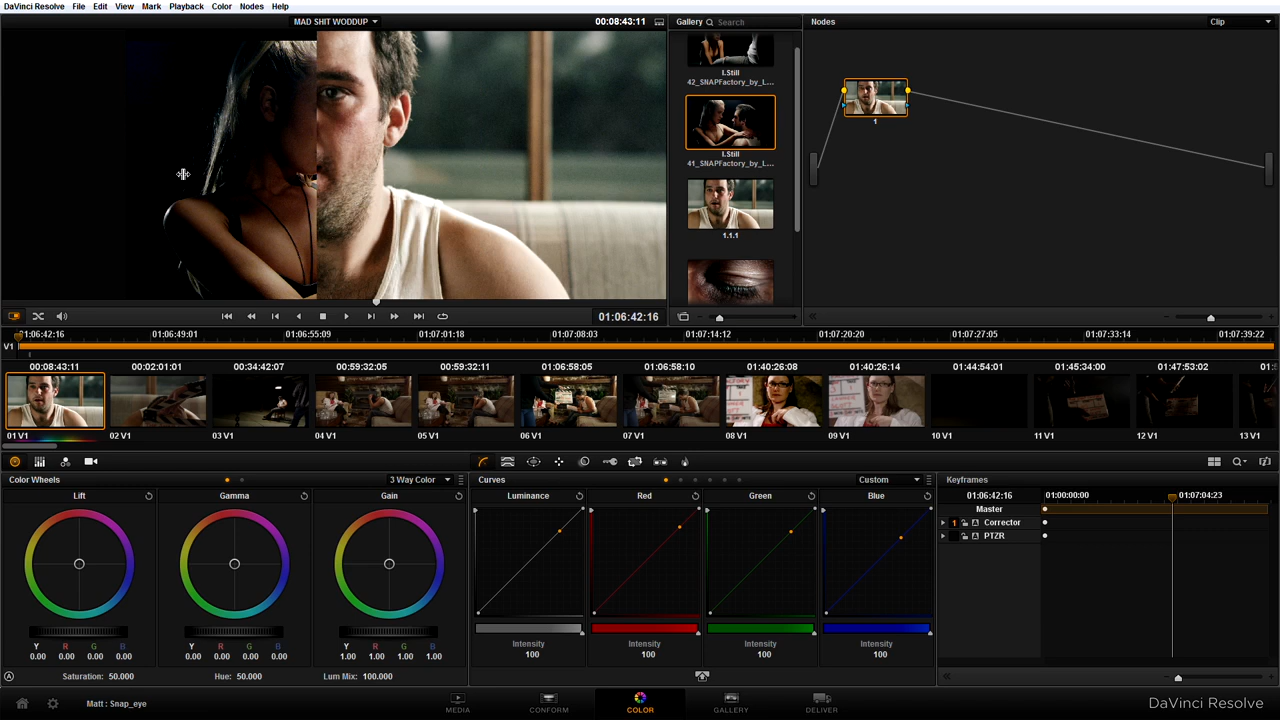 DaVinci Resolve File Edit View Mark Playback Color Nodes Help
MAD SHIT WODDUP 00:08:43:11 Gallery Search Nodes Clip
I.Still
42_SNAPFactory_by_L...
I.Still
41_SNAPFactory_by_L...
1
1.1.1
01:06:42:16
01:06:42:16 01:06:49:01 01:06:55:09 01:07:01:18 01:07:08:03 01:07:14:12 01:07:20:20 01:07:27:05 01:07:33:14 01:07:39:22
V1
00:08:43:11 00:02:01:01 00:34:42:07 00:59:32:05 00:59:32:11 01:06:58:05 01:06:58:10 01:40:26:08 01:40:26:14 01:44:54:01 01:45:34:00 01:47:53:02 01:
01 V1 02 V1 03 V1 04 V1 05 V1 06 V1 07 V1 08 V1 09 V1 10 V1 11 V1 12 V1 13 V1
Color Wheels 3 Way Color Curves Custom Keyframes
Lift Gamma Gain Luminance Red Green Blue 01:06:42:16 01:00:00:00 01:07:04:23
Master
1 Corrector
PTZR
Y R G B Y R G B Y R G B
0.00 0.00 0.00 0.00 0.00 0.00 0.00 0.00 1.00 1.00 1.00 1.00
Intensity Intensity Intensity Intensity
100 100 100 100
Saturation: 50.000 Hue: 50.000 Lum Mix: 100.000
Matt : Snap_eye MEDIA CONFORM COLOR GALLERY DELIVER DaVinci Resolve